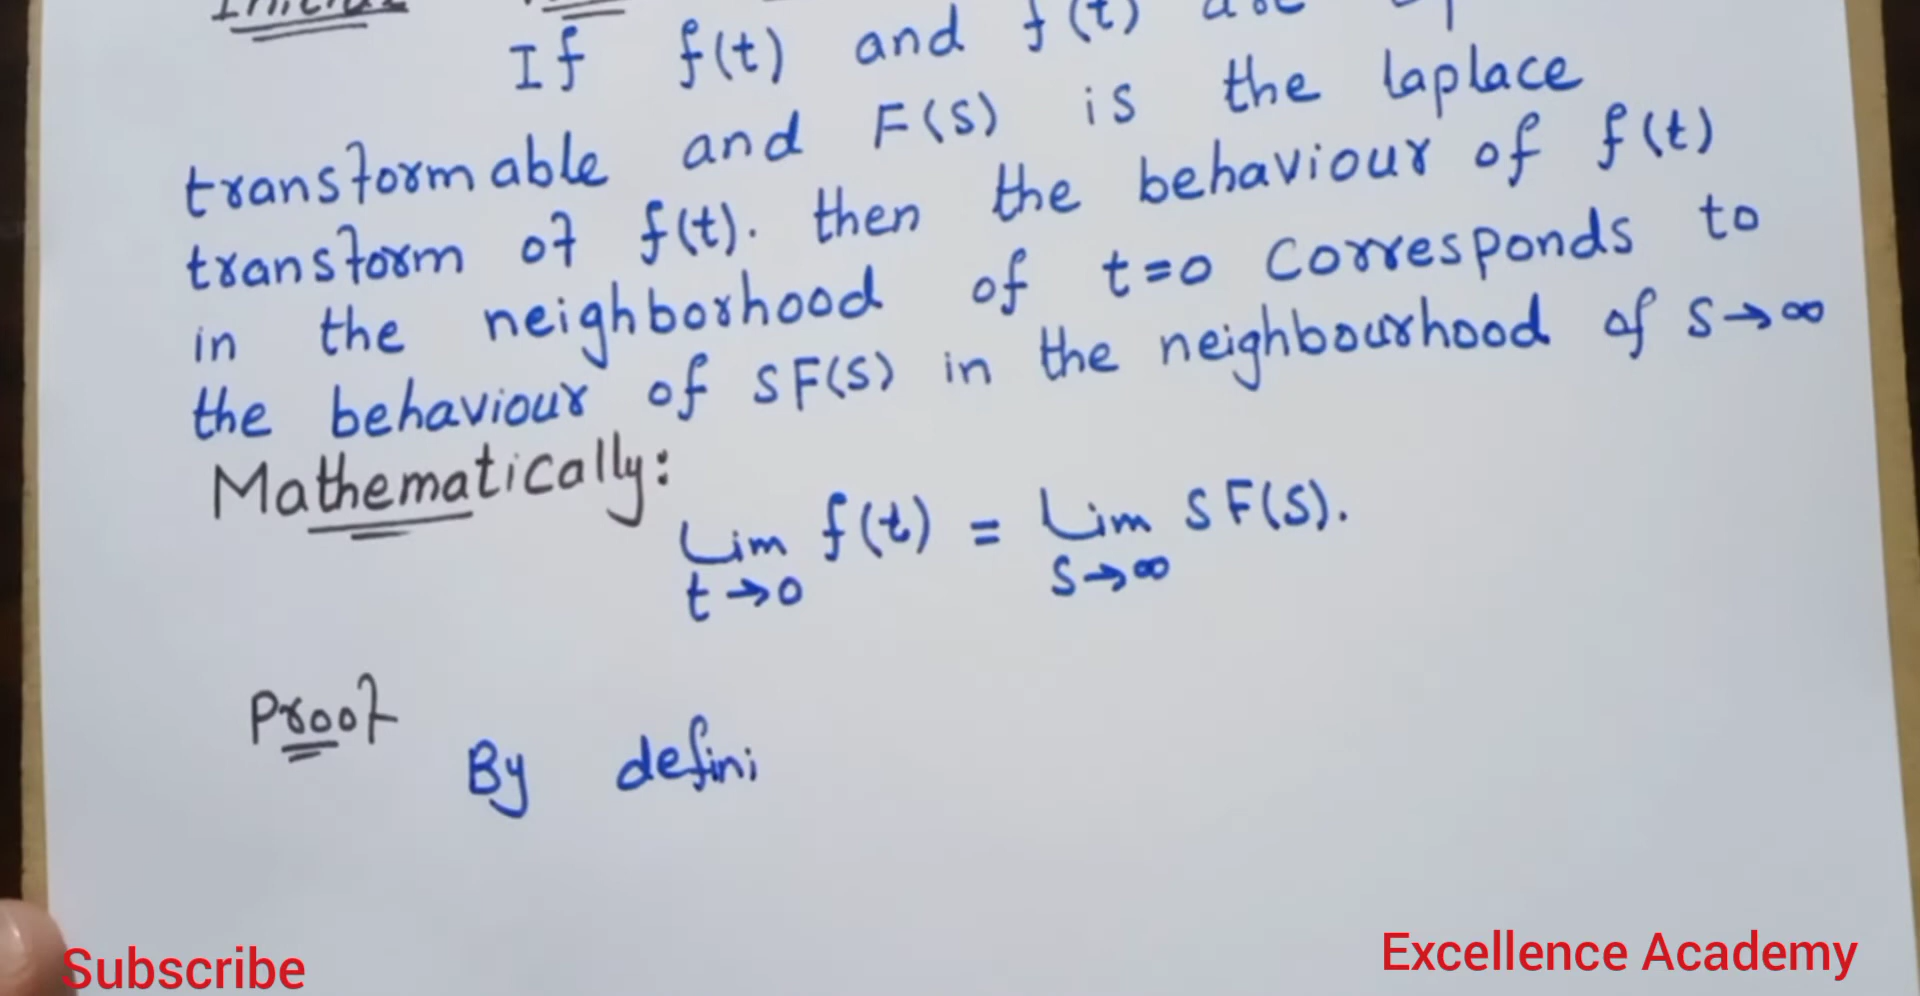 Initial
If f(t) and f(t) are
transformable and F(S) is the laplace
transform of f(t). then the behaviour of f(t)
in the neighborhood of t=0 Corresponds to
the behaviour of SF(S) in the neighbourhood of S→∞
Mathematically:
Lim f(t) = Lim SF(S).
t→0 S→∞
Proof
By defini
Subscribe
Excellence Academy